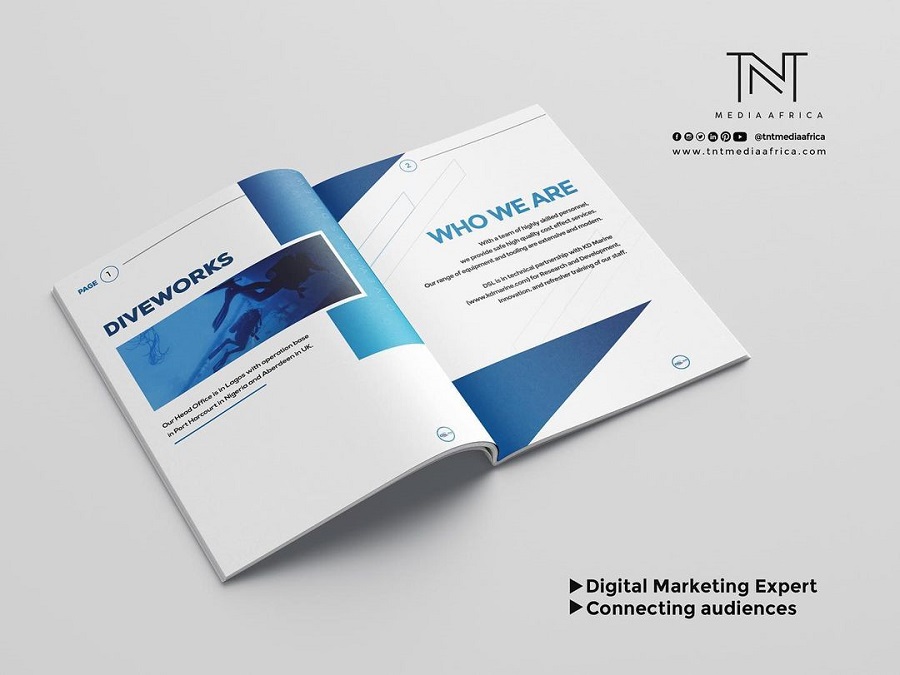 TNT
MEDIA AFRICA
@tntmediaafrica
www.tntmediaafrica.com
PAGE 1
DIVEWORKS
Our Head Office is in Lagos with operation base
in Port Harcourt in Nigeria and Aberdeen in UK.
2
WHO WE ARE
With a team of highly skilled personnel,
we provide safe high quality cost effect services.
Our range of equipment and tooling are extensive and modern.
DSL is in technical partnership with KD Marine
(www.kdmarine.com) for Research and Development,
Innovation, and refresher training of our staff.
Digital Marketing Expert
Connecting audiences